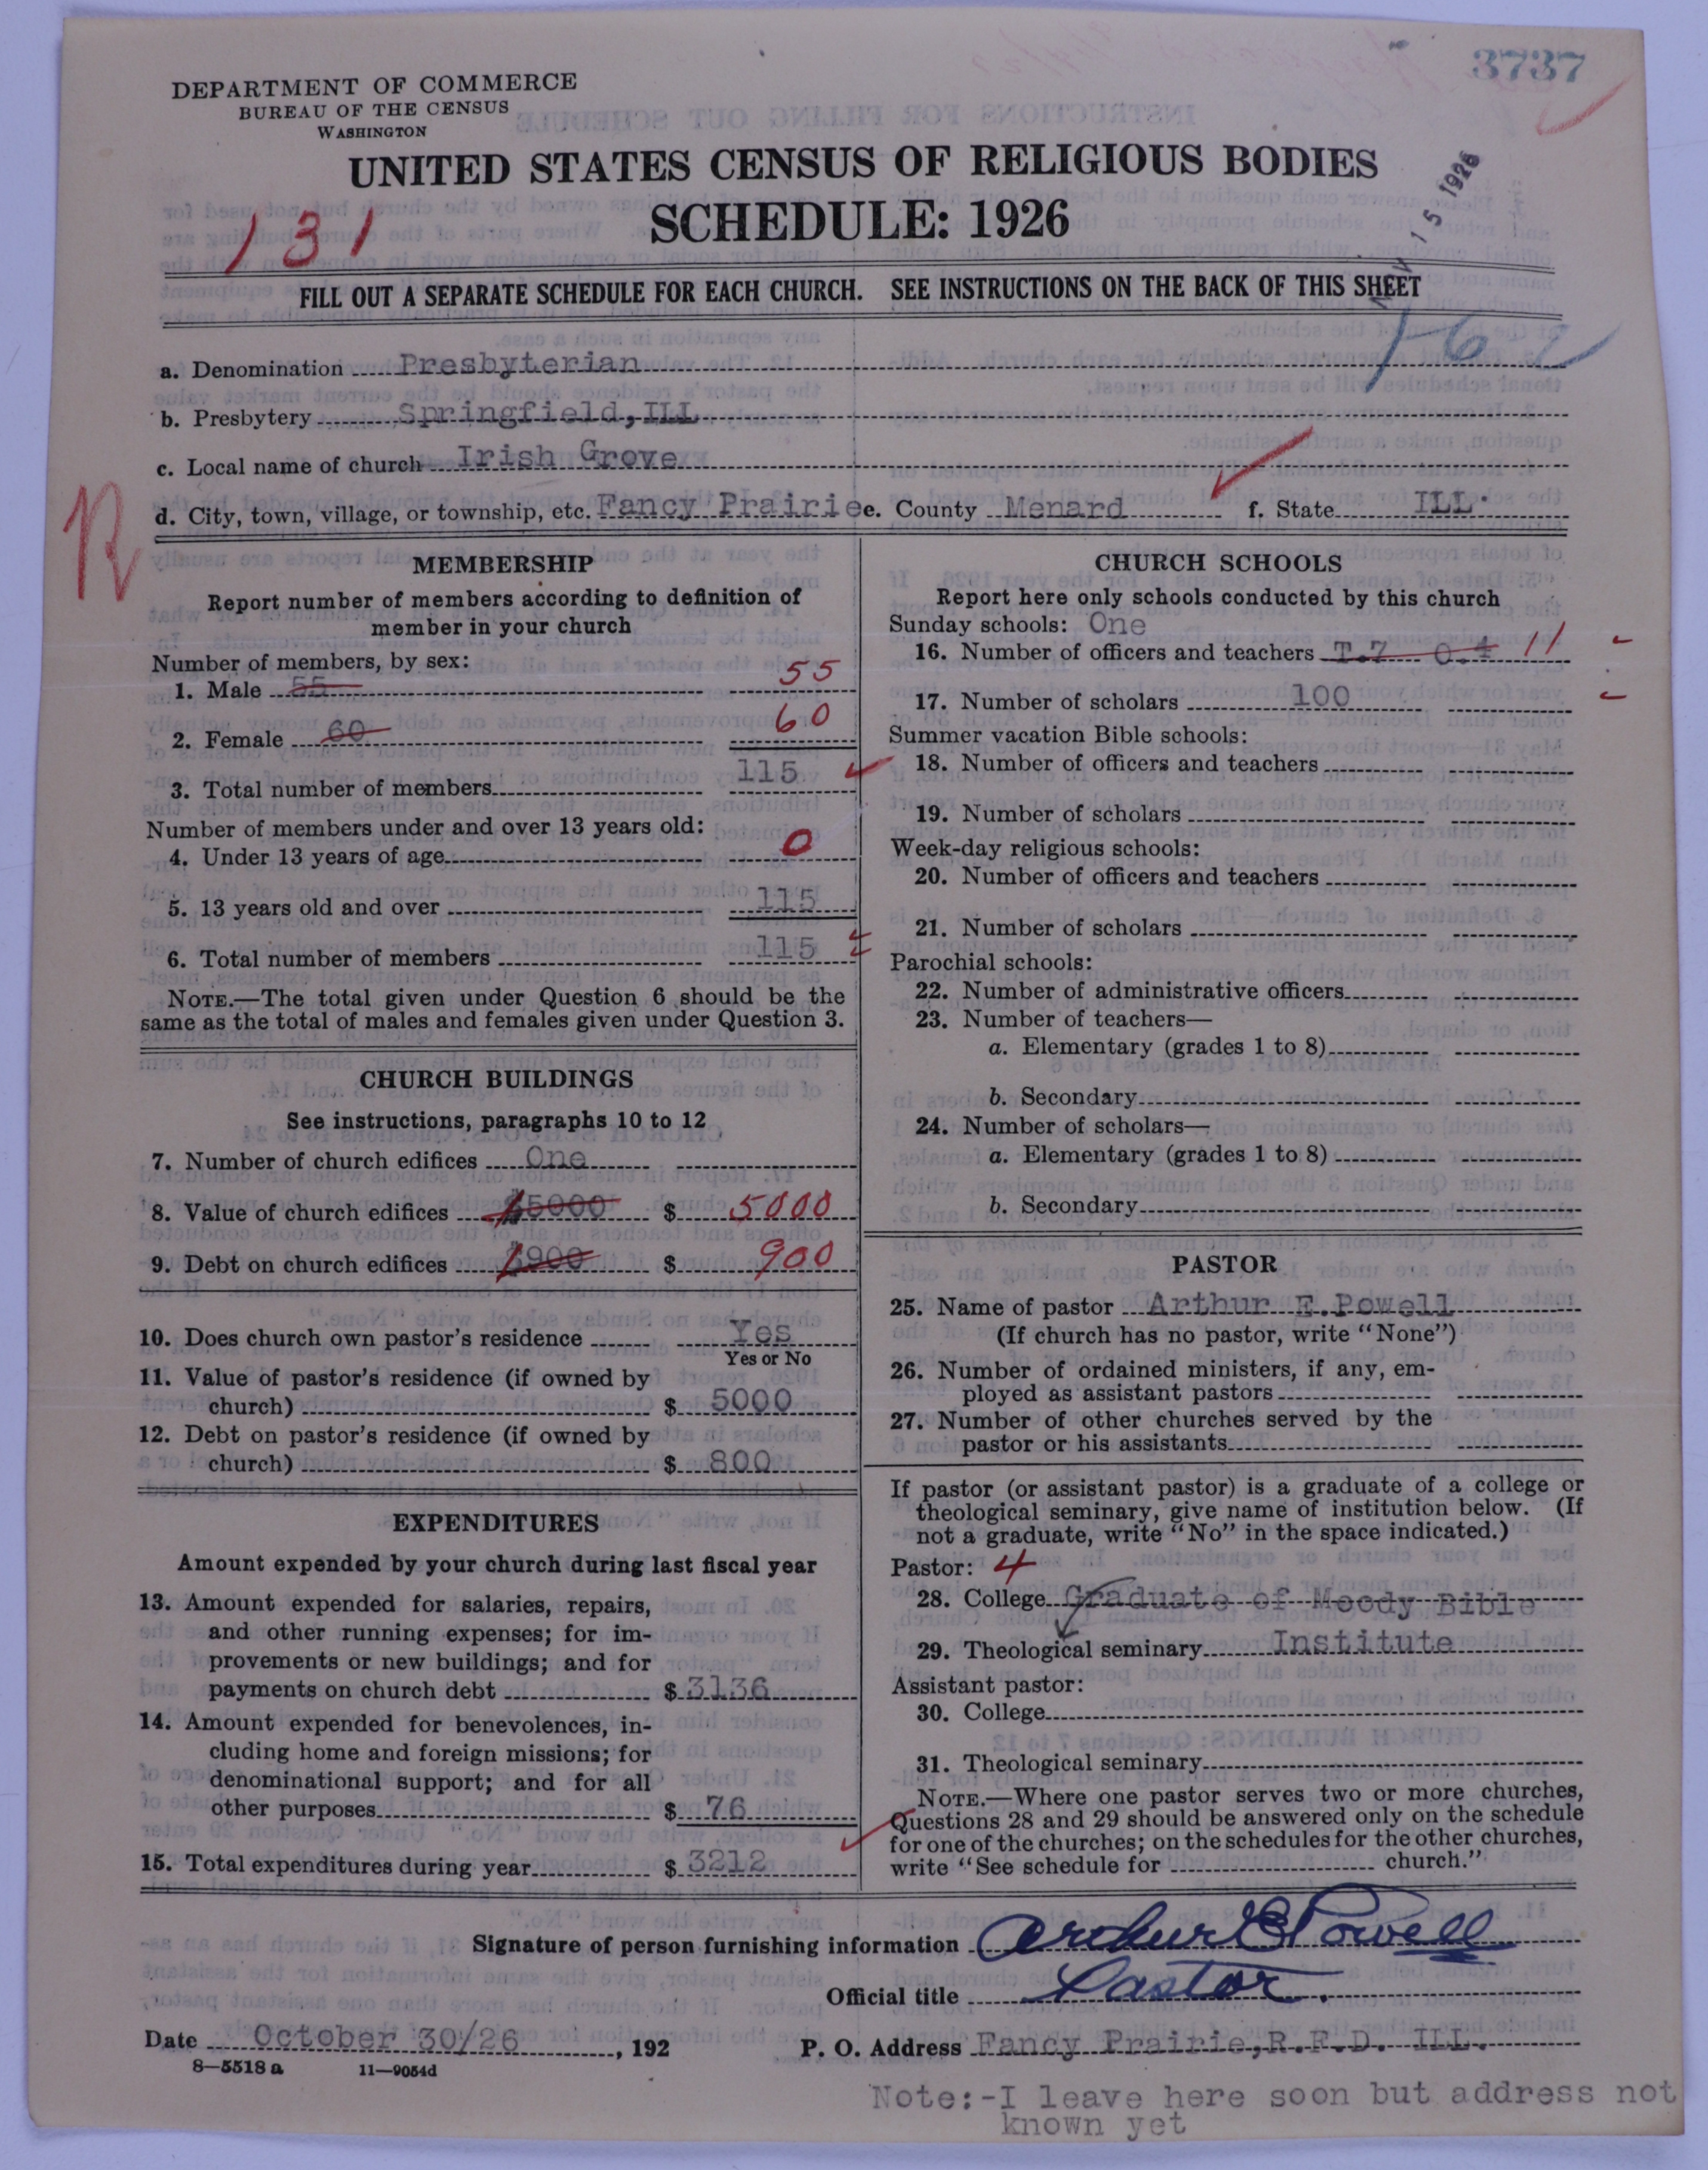 3737
DEPARTMENT OF COMMERCE
BUREAU OF THE CENSUS
WASHINGTON
UNITED STATES CENSUS OF RELIGIOUS BODIES
SCHEDULE: 1926
15 1926
131
FILL OUT A SEPARATE SCHEDULE FOR EACH CHURCH. SEE INSTRUCTIONS ON THE BACK OF THIS SHEET
a. Denomination Presbyterian
b. Presbytery Springfield, ILL
c. Local name of church Irish Grove
d. City, town, village, or township, etc. Fancy Prairie e. County Menard f. State ILL.
R
MEMBERSHIP
Report number of members according to definition of
member in your church
Number of members, by sex:
1. Male 55 55
2. Female 60 60
3. Total number of members 115
Number of members under and over 13 years old:
4. Under 13 years of age 0
5. 13 years old and over 115
6. Total number of members 115
NOTE.—The total given under Question 6 should be the
same as the total of males and females given under Question 3.
CHURCH BUILDINGS
See instructions, paragraphs 10 to 12
7. Number of church edifices One
8. Value of church edifices $5000 $ 5000
9. Debt on church edifices $900 $ 900
10. Does church own pastor's residence Yes
Yes or No
11. Value of pastor's residence (if owned by
church) $ 5000
12. Debt on pastor's residence (if owned by
church) $ 800
EXPENDITURES
Amount expended by your church during last fiscal year
13. Amount expended for salaries, repairs,
and other running expenses; for im-
provements or new buildings; and for
payments on church debt $ 3136
14. Amount expended for benevolences, in-
cluding home and foreign missions; for
denominational support; and for all
other purposes $ 76
15. Total expenditures during year $ 3212
CHURCH SCHOOLS
Report here only schools conducted by this church
Sunday schools: One
16. Number of officers and teachers T.7 O.4 11
17. Number of scholars 100
Summer vacation Bible schools:
18. Number of officers and teachers
19. Number of scholars
Week-day religious schools:
20. Number of officers and teachers
21. Number of scholars
Parochial schools:
22. Number of administrative officers
23. Number of teachers—
a. Elementary (grades 1 to 8)
b. Secondary
24. Number of scholars—
a. Elementary (grades 1 to 8)
b. Secondary
PASTOR
25. Name of pastor Arthur E.Powell
(If church has no pastor, write "None")
26. Number of ordained ministers, if any, em-
ployed as assistant pastors
27. Number of other churches served by the
pastor or his assistants
If pastor (or assistant pastor) is a graduate of a college or
theological seminary, give name of institution below. (If
not a graduate, write "No" in the space indicated.)
Pastor: 4
28. College Graduate of Moody Bible
29. Theological seminary Institute
Assistant pastor:
30. College
31. Theological seminary
NOTE.—Where one pastor serves two or more churches,
Questions 28 and 29 should be answered only on the schedule
for one of the churches; on the schedules for the other churches,
write "See schedule for church."
Signature of person furnishing information Arthur E Powell
Official title Pastor.
Date October 30/26, 192 P. O. Address Fancy Prairie,R.F.D. ILL.
8—5518 a 11—9054d
Note:-I leave here soon but address not
known yet